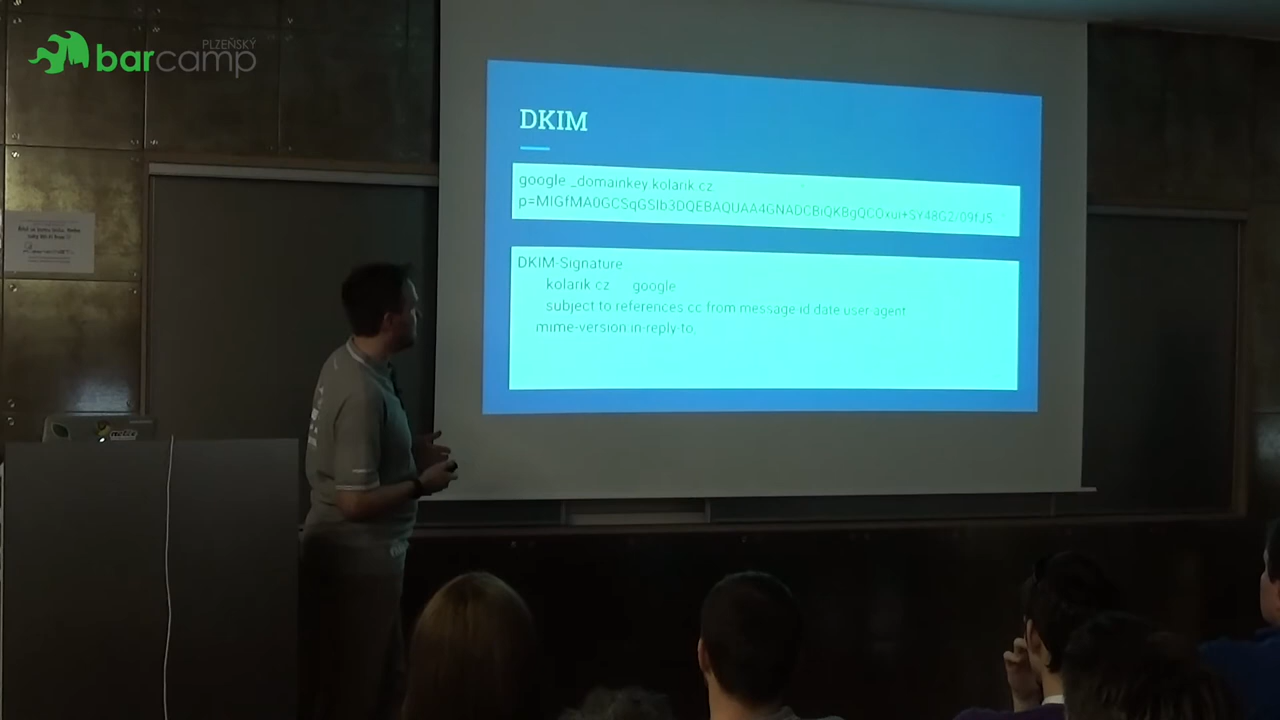 PLZEŇSKÝ
barcamp
DKIM
google _domainkey kolarik cz
p=MIGfMA0GCSqGSIb3DQEBAQUAA4GNADCBiQKBgQCOxui+SY48G2/09fJ5
DKIM-Signature
kolarik cz google
subject to references cc from message id date user-agent
mime-version in-reply-to,